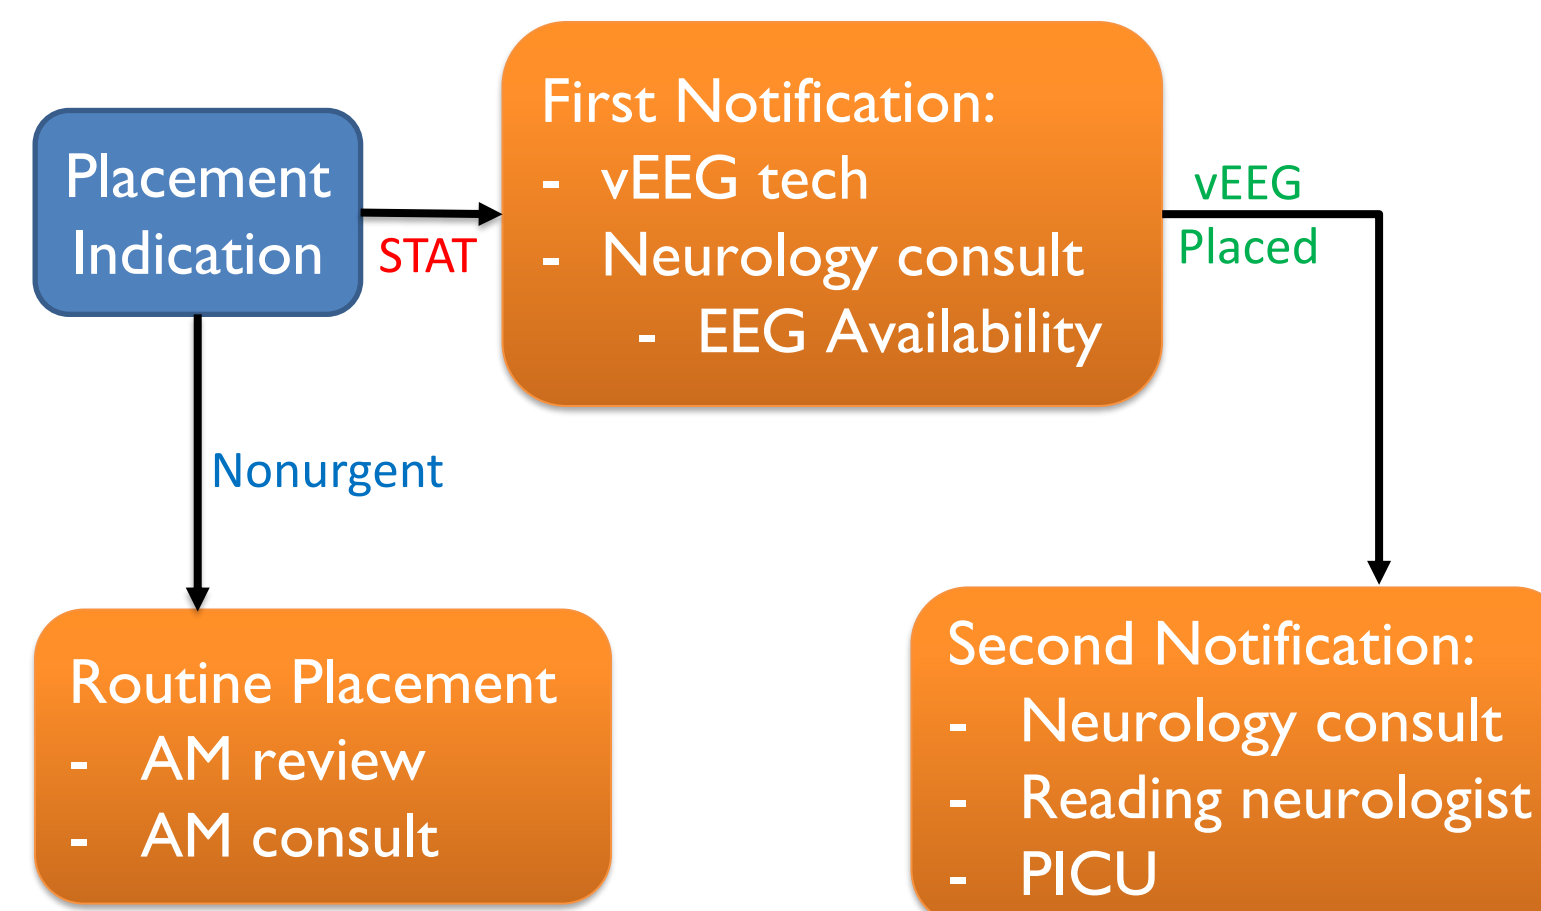 Placement
Indication
STAT
First Notification:
- vEEG tech
- Neurology consult
- EEG Availability
vEEG
Placed
Nonurgent
Routine Placement
- AM review
- AM consult
Second Notification:
- Neurology consult
- Reading neurologist
- PICU